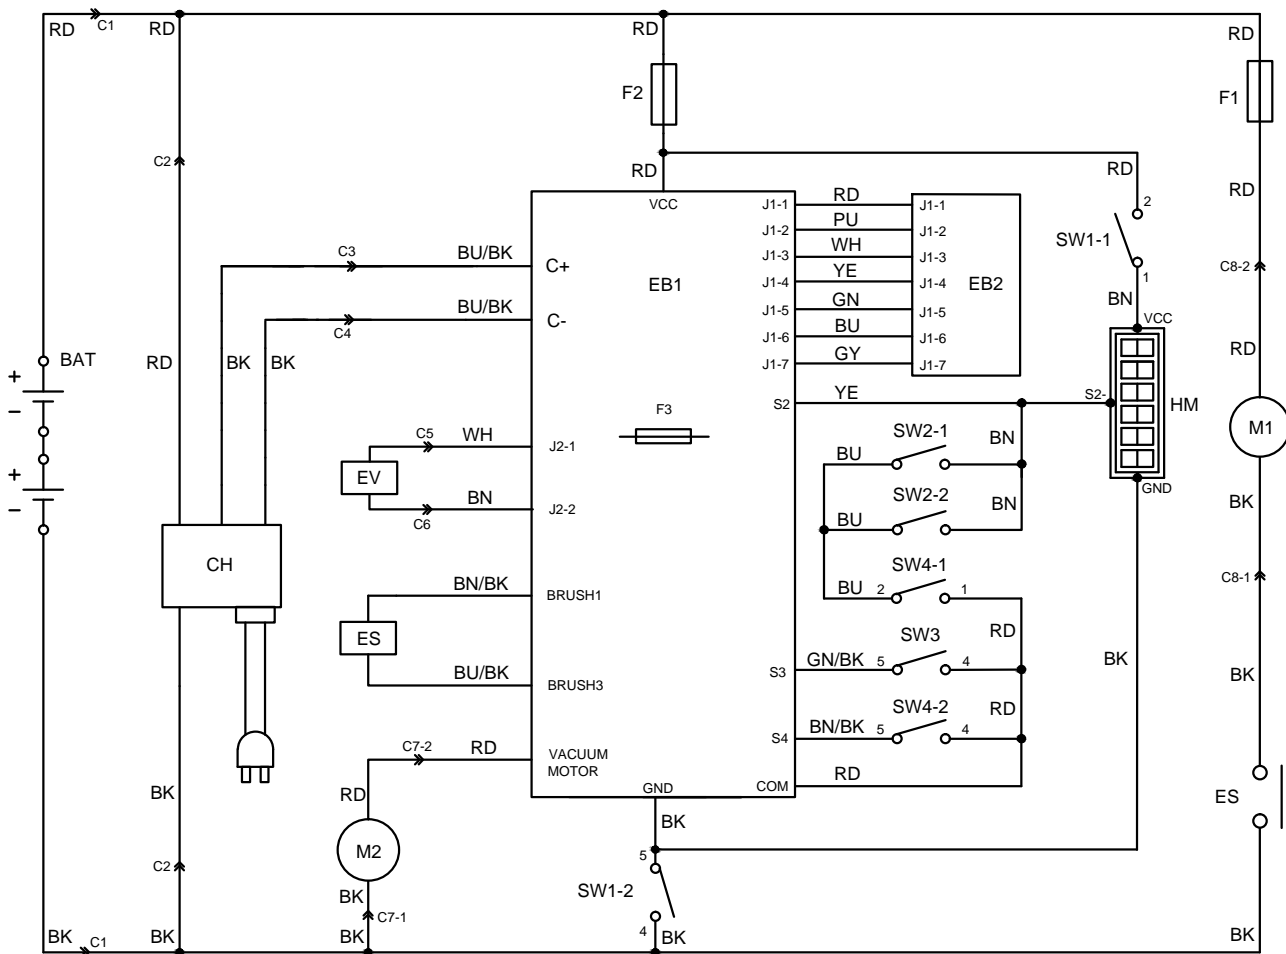 RD C1 RD RD RD
F2 F1
C2
RD RD RD
VCC J1-1 RD J1-1 2
J1-2 PU J1-2
SW1-1
C3 BU/BK J1-3 WH J1-3
C+ EB1 J1-4 YE J1-4 EB2 1 C8-2
J1-5 GN J1-5 BN
C4 BU/BK C- J1-6 BU J1-6 VCC
J1-7 GY J1-7
+ BAT RD BK BK RD
− S2 YE S2- HM
F3
C5 WH J2-1 SW2-1 BN M1
+ EV BU
− C6 BN J2-2 SW2-2 BN GND BK
BU
CH
SW4-1
BN/BK BRUSH1 BU 2 1 C8-1
ES SW3 RD
BU/BK BRUSH3 S3 GN/BK 5 4 BK BK
SW4-2 RD
C7-2 RD VACUUM S4 BN/BK 5 4
MOTOR RD
BK RD GND COM ES
BK
M2 5
C2 SW1-2
BK C7-1
BK C1 BK BK 4 BK BK